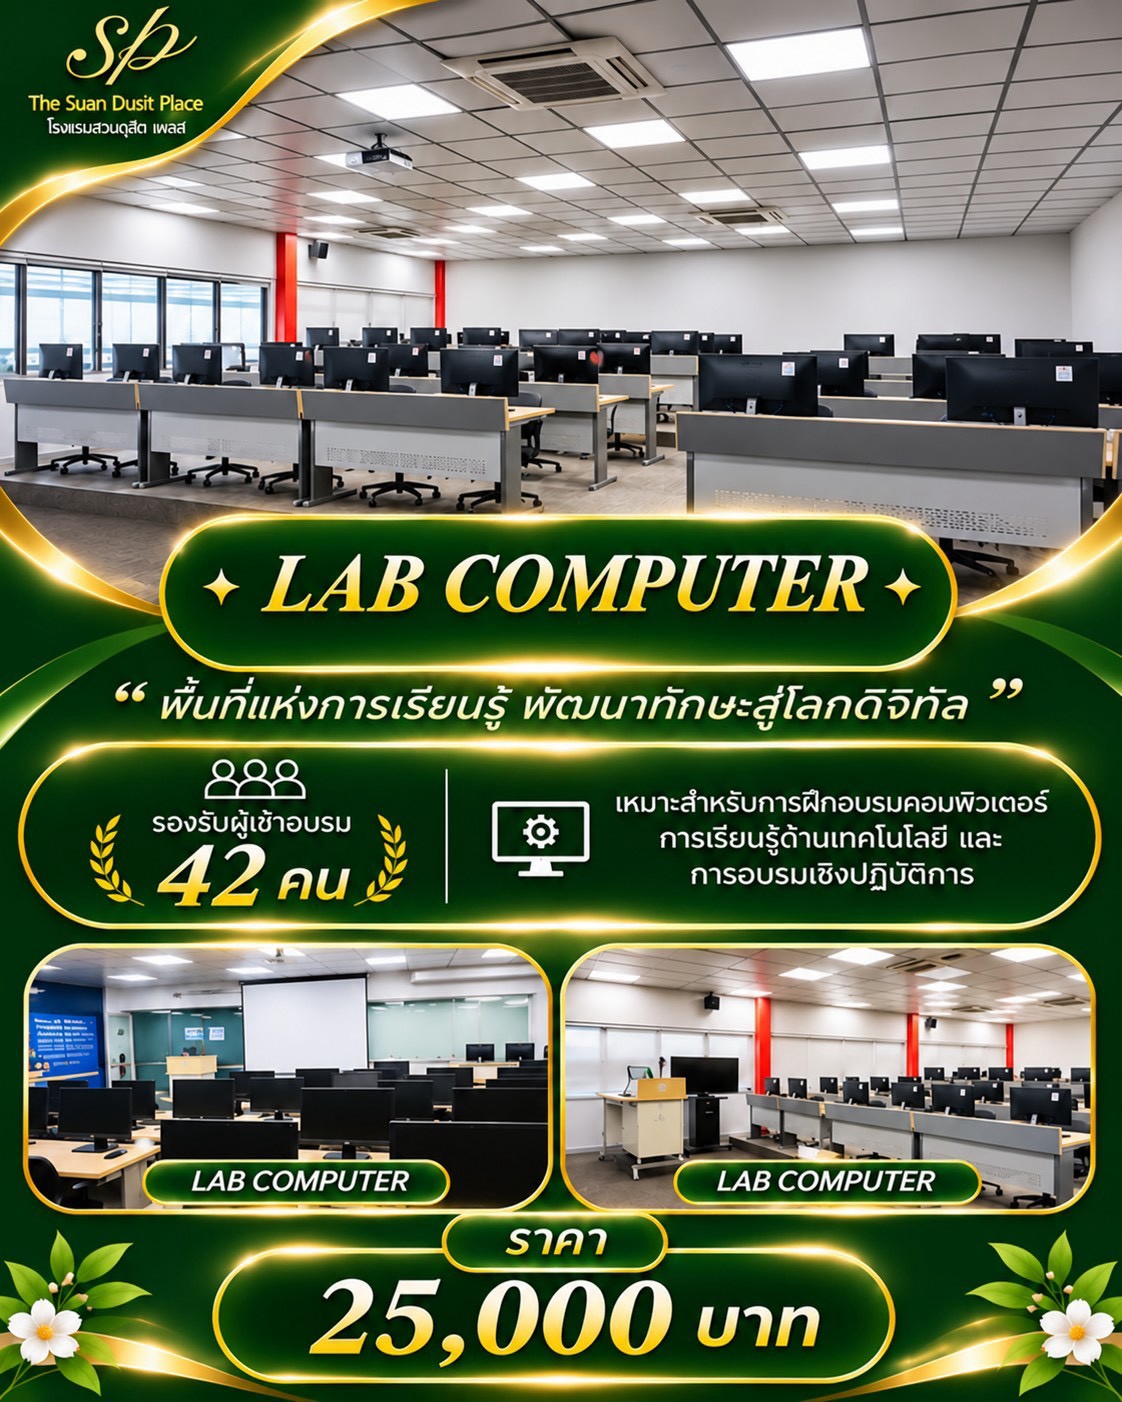 Sp
The Suan Dusit Place
โรงแรมสวนดุสิต เพลส
LAB COMPUTER
“ พื้นที่แห่งการเรียนรู้ พัฒนาทักษะสู่โลกดิจิทัล ”
รองรับผู้เข้าอบรม
42 คน
เหมาะสำหรับการฝึกอบรมคอมพิวเตอร์
การเรียนรู้ด้านเทคโนโลยี และ
การอบรมเชิงปฏิบัติการ
LAB COMPUTER
LAB COMPUTER
ราคา
25,000 บาท